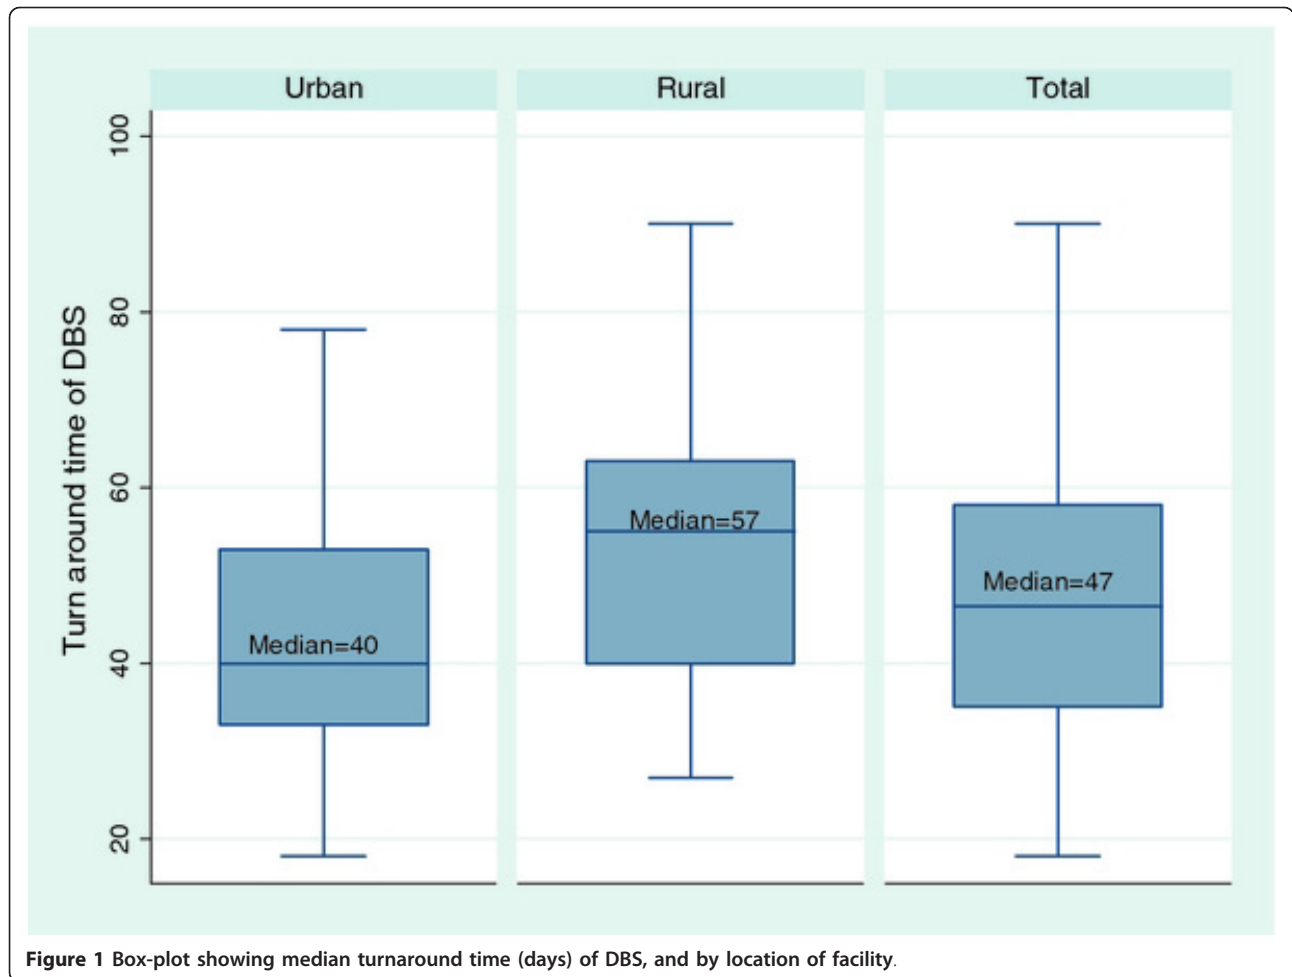 Urban Rural Total
Turn around time of DBS
100
80
60
40
20
Median=40
Median=57
Median=47
Figure 1 Box-plot showing median turnaround time (days) of DBS, and by location of facility.